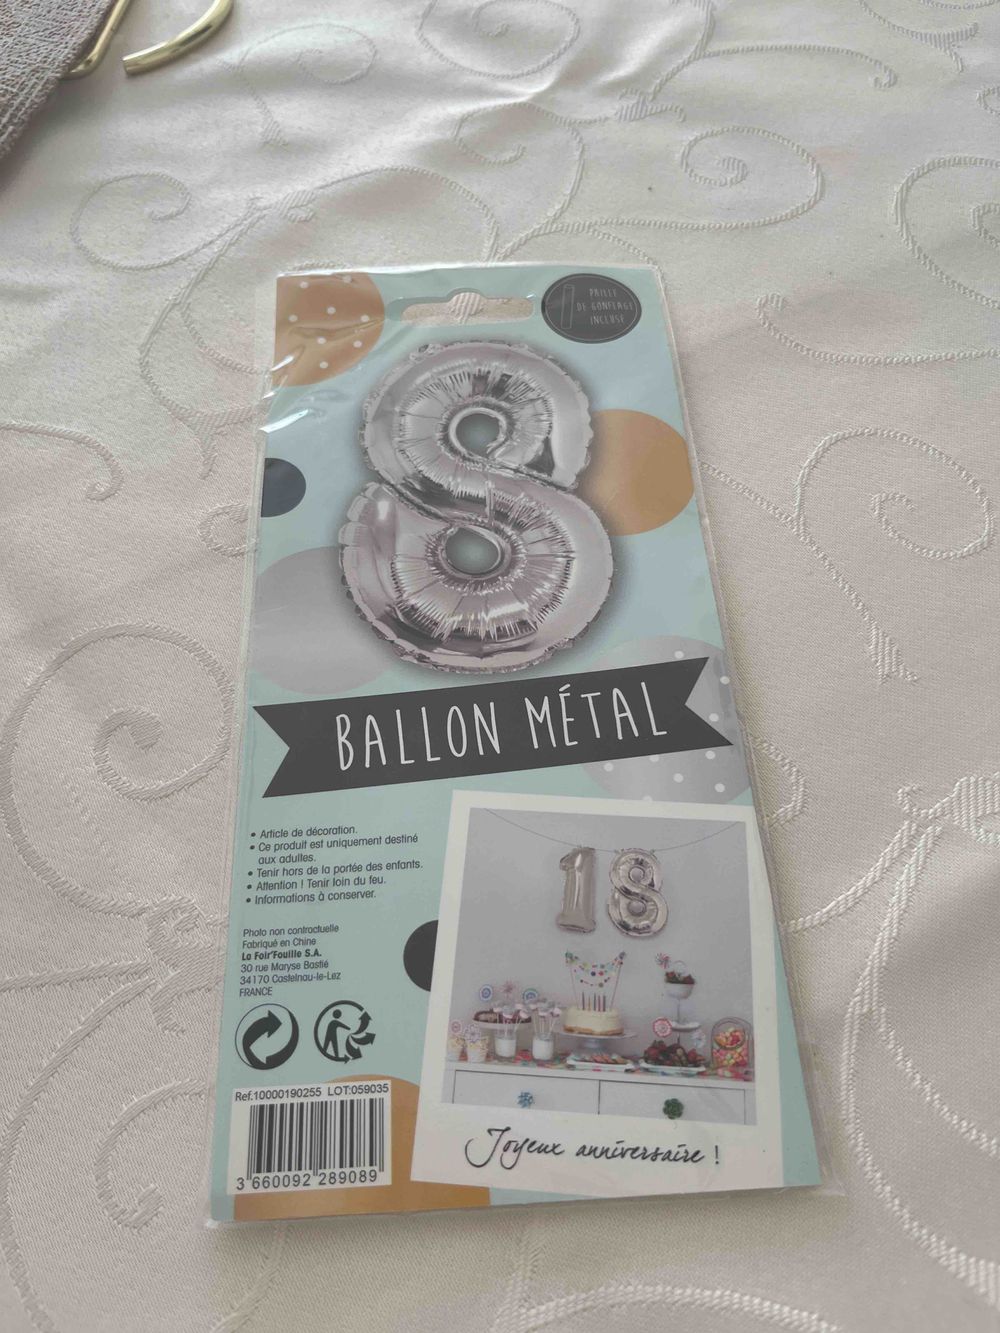 PAILLE
DE GONFLAGE
INCLUSE
BALLON MÉTAL
• Article de décoration.
• Ce produit est uniquement destiné
aux adultes.
• Tenir hors de la portée des enfants.
• Attention ! Tenir loin du feu.
• Informations à conserver.
Photo non contractuelle
Fabriqué en Chine
La Foir'Fouille S.A.
30 rue Maryse Bastié
34170 Castelnau-le-Lez
FRANCE
Ref:10000190255 LOT:059035
3 660092 289089
18
Joyeux anniversaire !